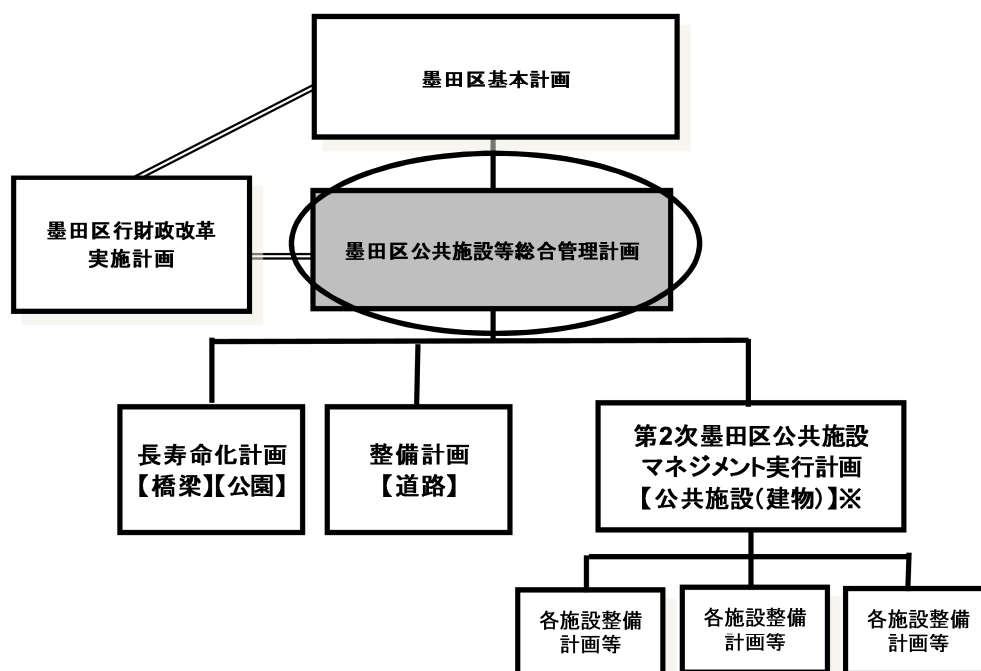 墨田区基本計画
墨田区行財政改革
実施計画
墨田区公共施設等総合管理計画
長寿命化計画
【橋梁】【公園】
整備計画
【道路】
第2次墨田区公共施設
マネジメント実行計画
【公共施設(建物)】※
各施設整備
計画等
各施設整備
計画等
各施設整備
計画等